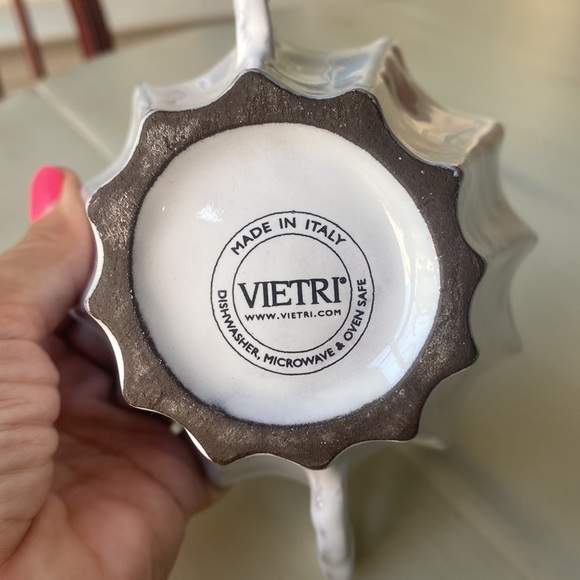 MADE IN ITALY
VIETRI®
WWW.VIETRI.COM
DISHWASHER, MICROWAVE & OVEN SAFE